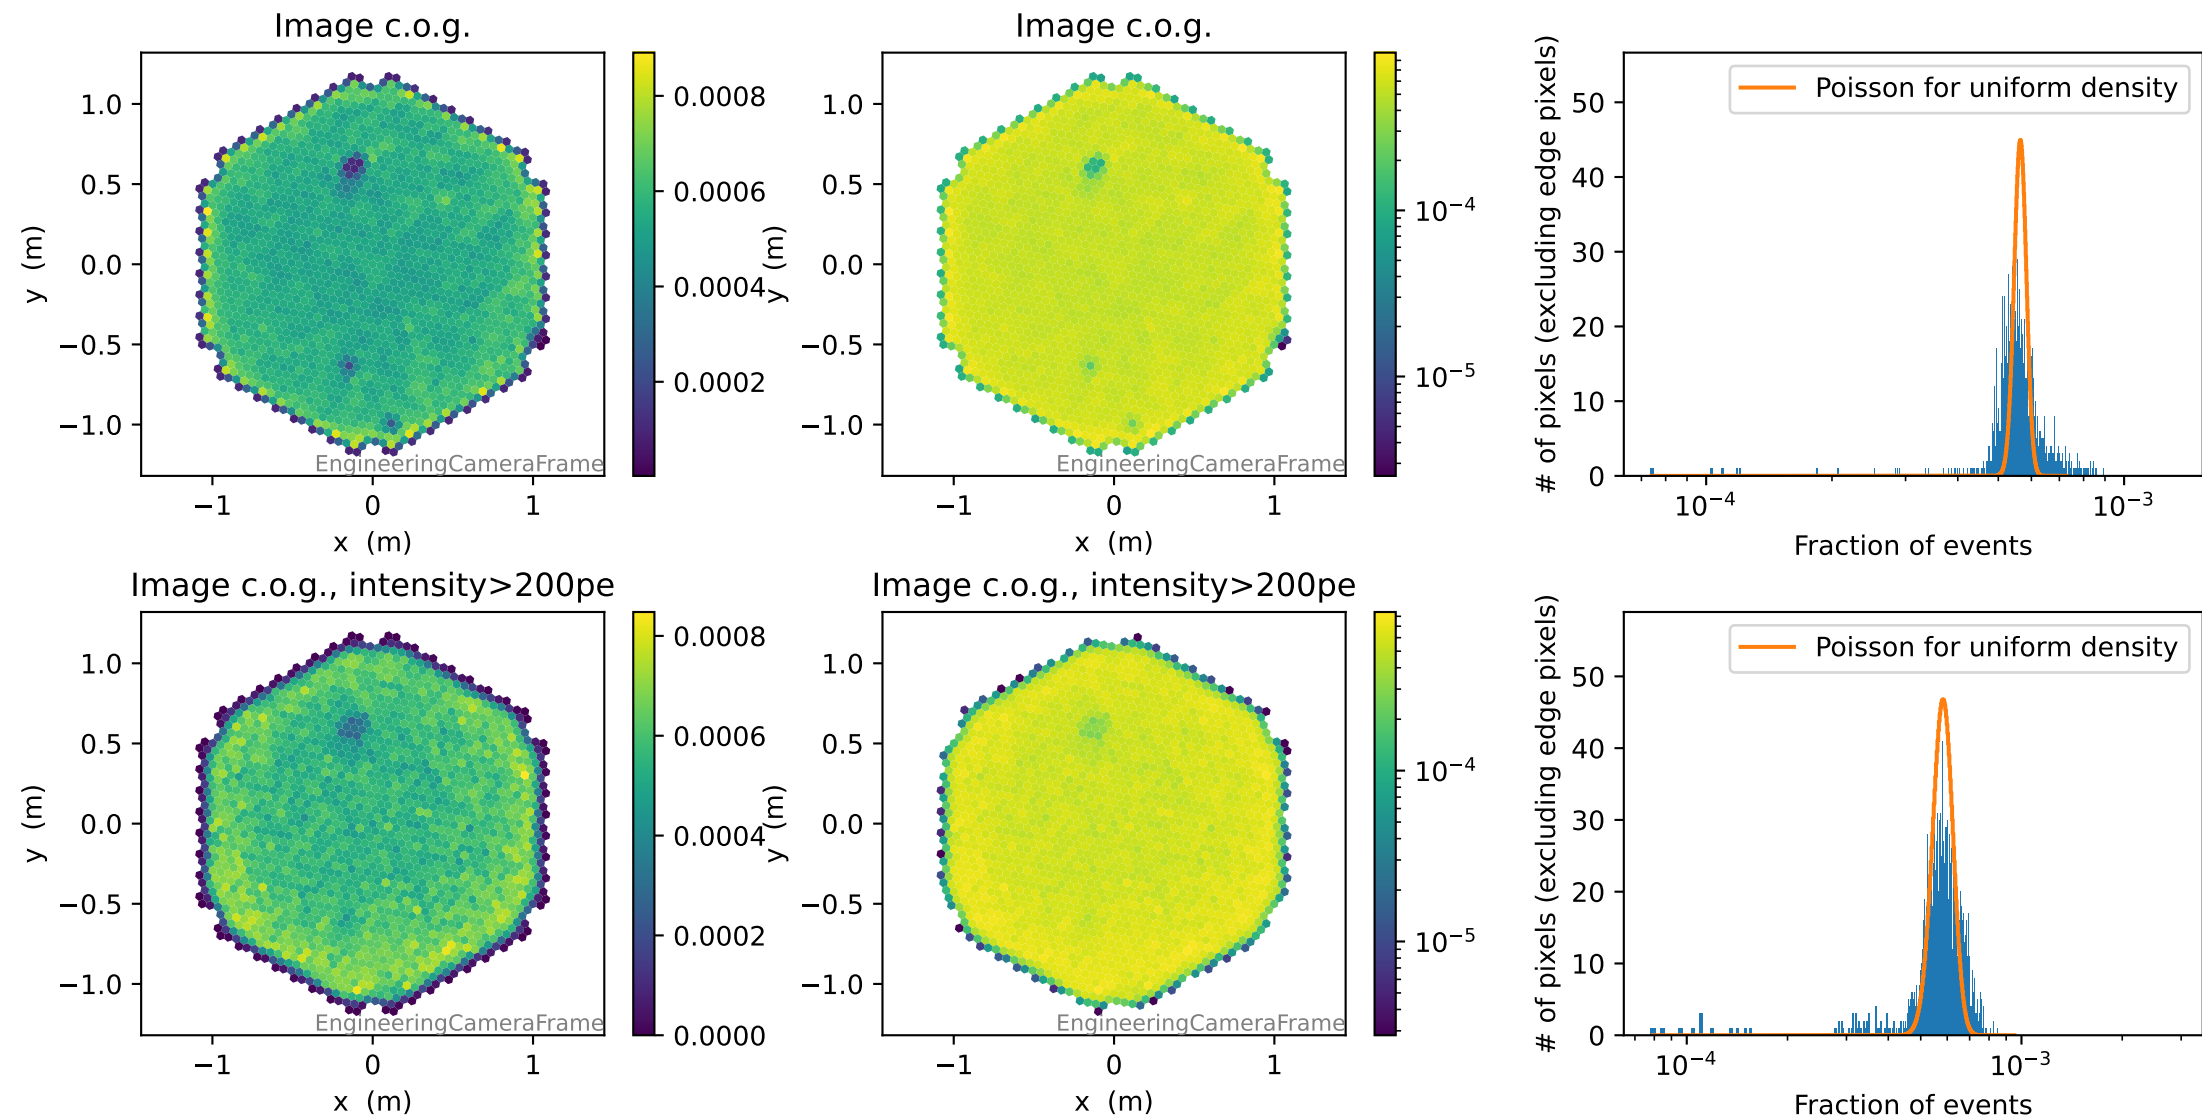 Image c.o.g.
y (m)
1.0
0.5
0.0
−0.5
−1.0
EngineeringCameraFrame
−1 0 1
x (m)
0.0008
0.0006
0.0004
0.0002
Image c.o.g.
y (m)
1.0
0.5
0.0
−0.5
−1.0
EngineeringCameraFrame
−1 0 1
x (m)
10⁻⁴
10⁻⁵
# of pixels (excluding edge pixels)
50
40
30
20
10
0
Poisson for uniform density
10⁻⁴ 10⁻³
Fraction of events
Image c.o.g., intensity>200pe
y (m)
1.0
0.5
0.0
−0.5
−1.0
EngineeringCameraFrame
−1 0 1
x (m)
0.0008
0.0006
0.0004
0.0002
0.0000
Image c.o.g., intensity>200pe
y (m)
1.0
0.5
0.0
−0.5
−1.0
EngineeringCameraFrame
−1 0 1
x (m)
10⁻⁴
10⁻⁵
# of pixels (excluding edge pixels)
50
40
30
20
10
0
Poisson for uniform density
10⁻⁴ 10⁻³
Fraction of events